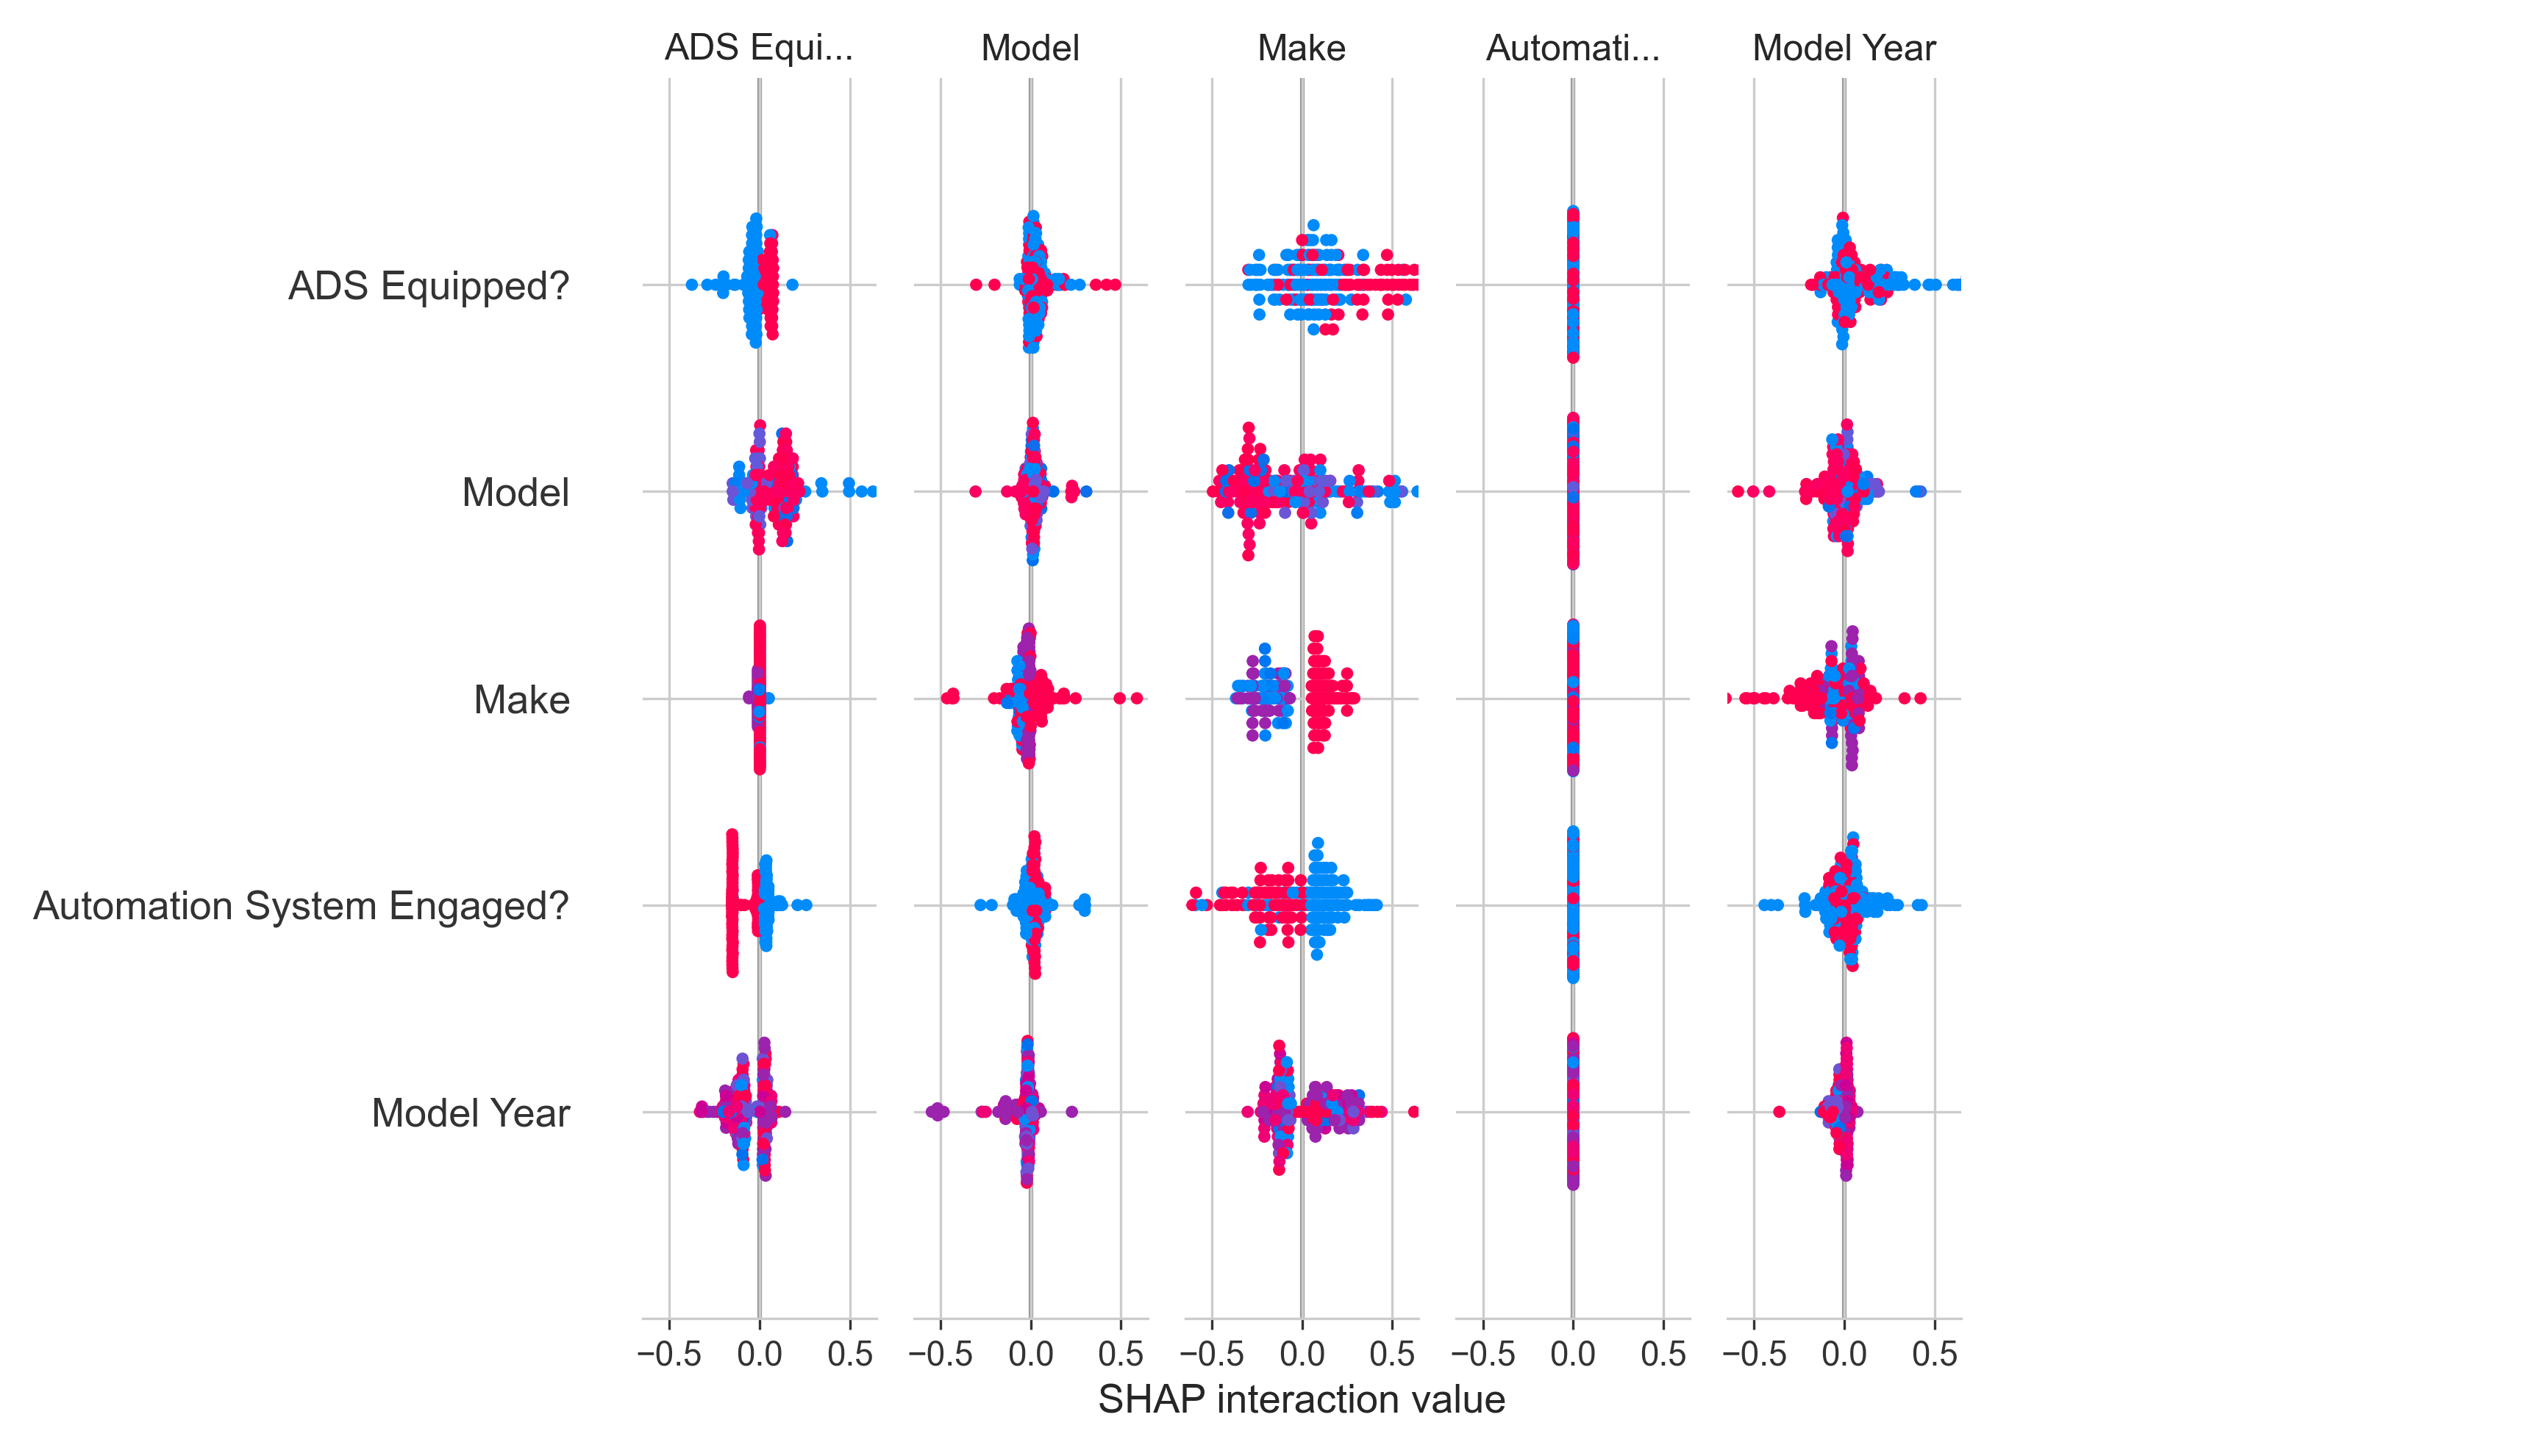 ADS Equi... Model Make Automati... Model Year
ADS Equipped?
Model
Make
Automation System Engaged?
Model Year
−0.5 0.0 0.5 −0.5 0.0 0.5 −0.5 0.0 0.5 −0.5 0.0 0.5 −0.5 0.0 0.5
SHAP interaction value